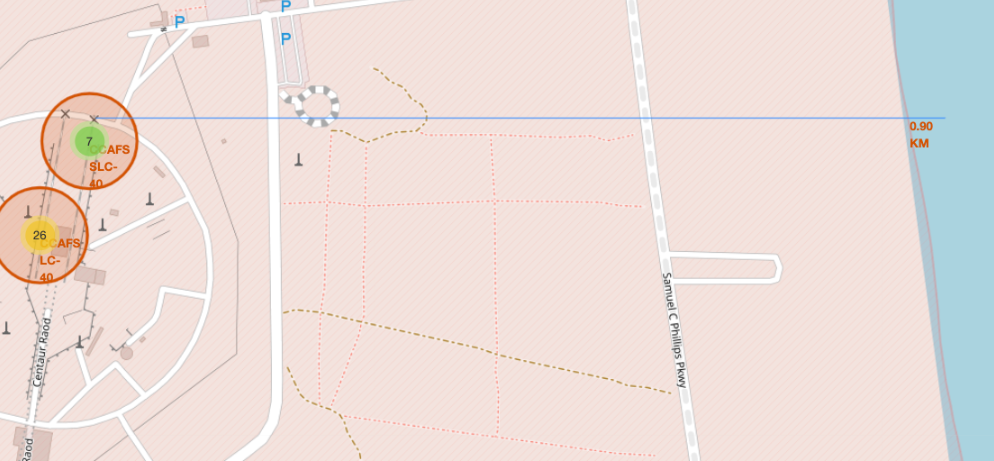 P
P
P
0.90
KM
7
CCAFS
SLC-
40
26
CCAFS
LC-
40
Samuel C Phillips Pkwy
Centaur Raod
Raod